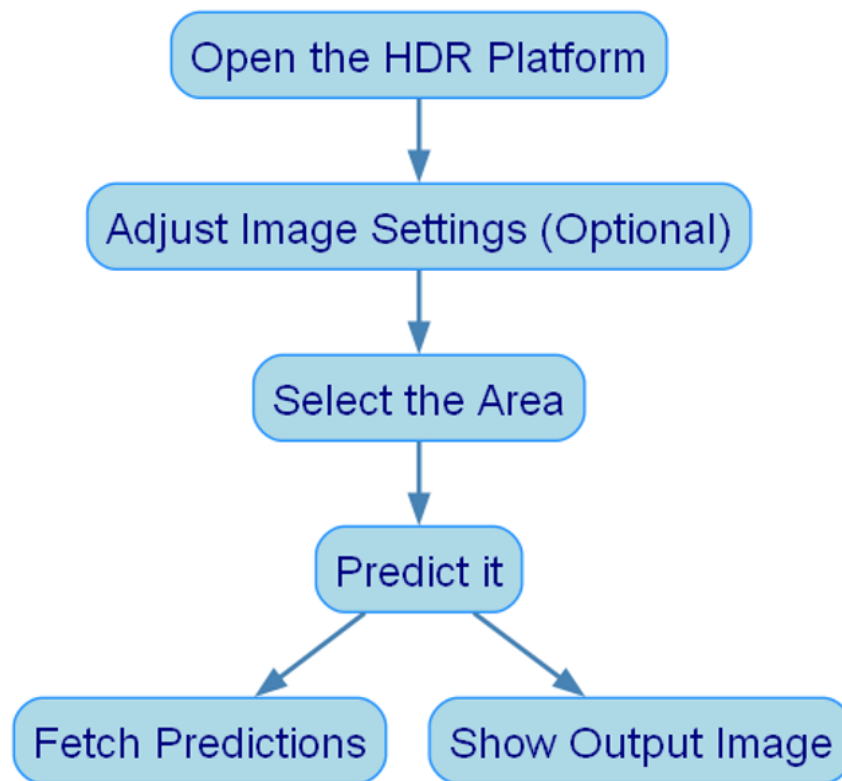 Open the HDR Platform
Adjust Image Settings (Optional)
Select the Area
Predict it
Fetch Predictions
Show Output Image